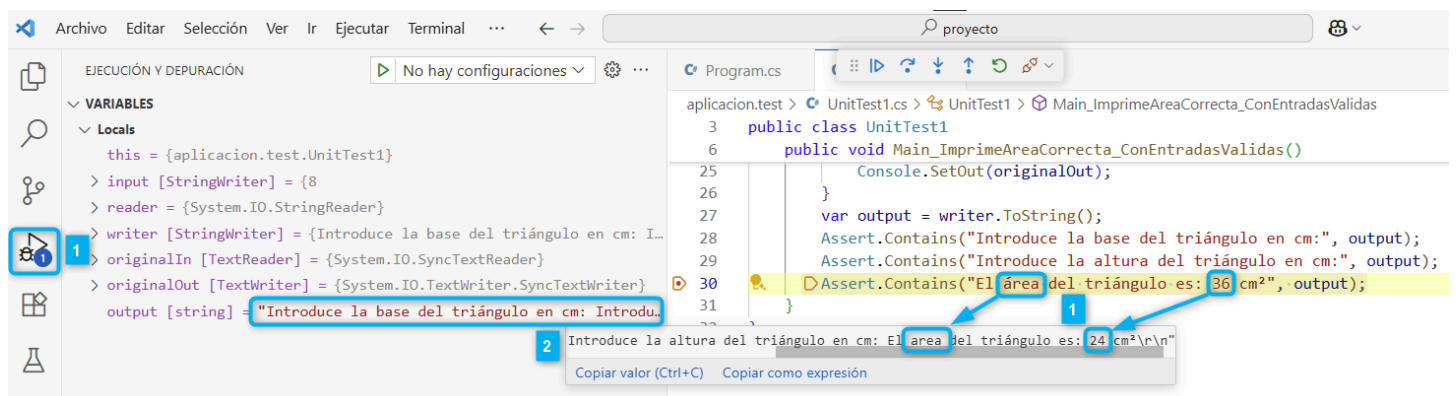 Archivo Editar Selección Ver Ir Ejecutar Terminal ··· proyecto
EJECUCIÓN Y DEPURACIÓN
No hay configuraciones
VARIABLES
Locals
this = {aplicacion.test.UnitTest1}
input [StringWriter] = {8
reader = {System.IO.StringReader}
writer [StringWriter] = {Introduce la base del triángulo en cm: I…
originalIn [TextReader] = {System.IO.SyncTextReader}
originalOut [TextWriter] = {System.IO.TextWriter.SyncTextWriter}
output [string] = "Introduce la base del triángulo en cm: Introdu…
1
1
2
Program.cs
aplicacion.test > UnitTest1.cs > UnitTest1 > Main_ImprimeAreaCorrecta_ConEntradasValidas
3 public class UnitTest1
6 public void Main_ImprimeAreaCorrecta_ConEntradasValidas()
25 Console.SetOut(originalOut);
26 }
27 var output = writer.ToString();
28 Assert.Contains("Introduce la base del triángulo en cm:", output);
29 Assert.Contains("Introduce la altura del triángulo en cm:", output);
30 Assert.Contains("El área del triángulo es: 36 cm²", output);
31 }
1
Introduce la altura del triángulo en cm: El area del triángulo es: 24 cm²\r\n"
Copiar valor (Ctrl+C) Copiar como expresión